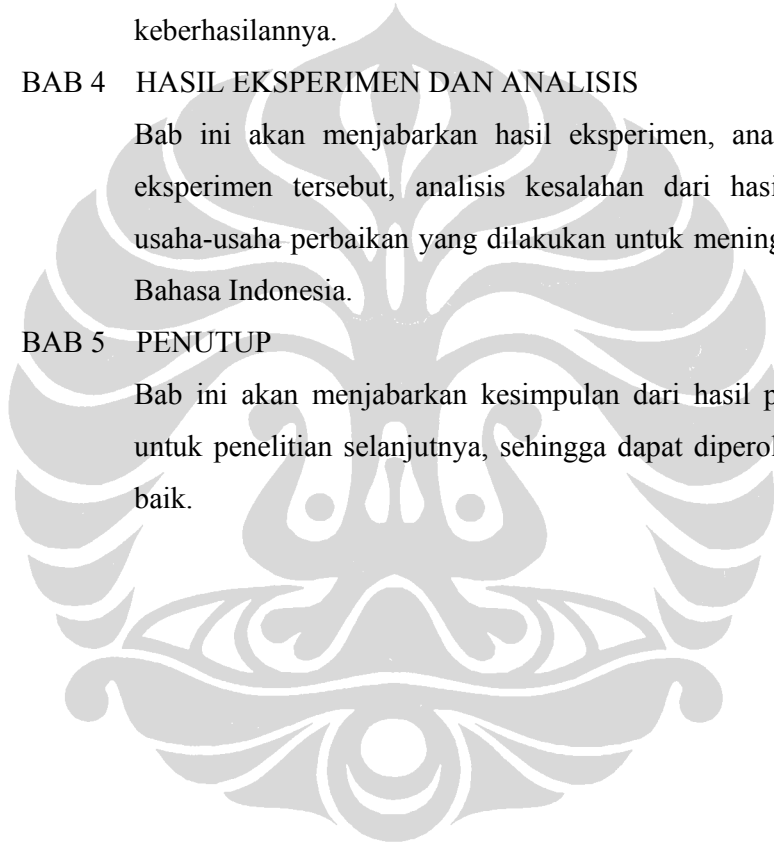 keberhasilannya.
BAB 4 HASIL EKSPERIMEN DAN ANALISIS
Bab ini akan menjabarkan hasil eksperimen, ana
eksperimen tersebut, analisis kesalahan dari hasi
usaha-usaha perbaikan yang dilakukan untuk mening
Bahasa Indonesia.
BAB 5 PENUTUP
Bab ini akan menjabarkan kesimpulan dari hasil p
untuk penelitian selanjutnya, sehingga dapat diperol
baik.